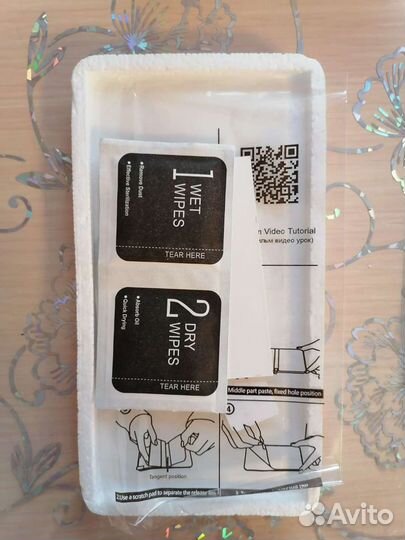 1 WET
WIPES
● Remove Dust
● Effective Sterilization
TEAR HERE
2 DRY
WIPES
● Absorb Oil
● Quick Drying
TEAR HERE
Video Tutorial
видео урок)
Middle part paste, fixed hole position
4
Tangent position
2.Use a scratch pad to separate the release
Avito